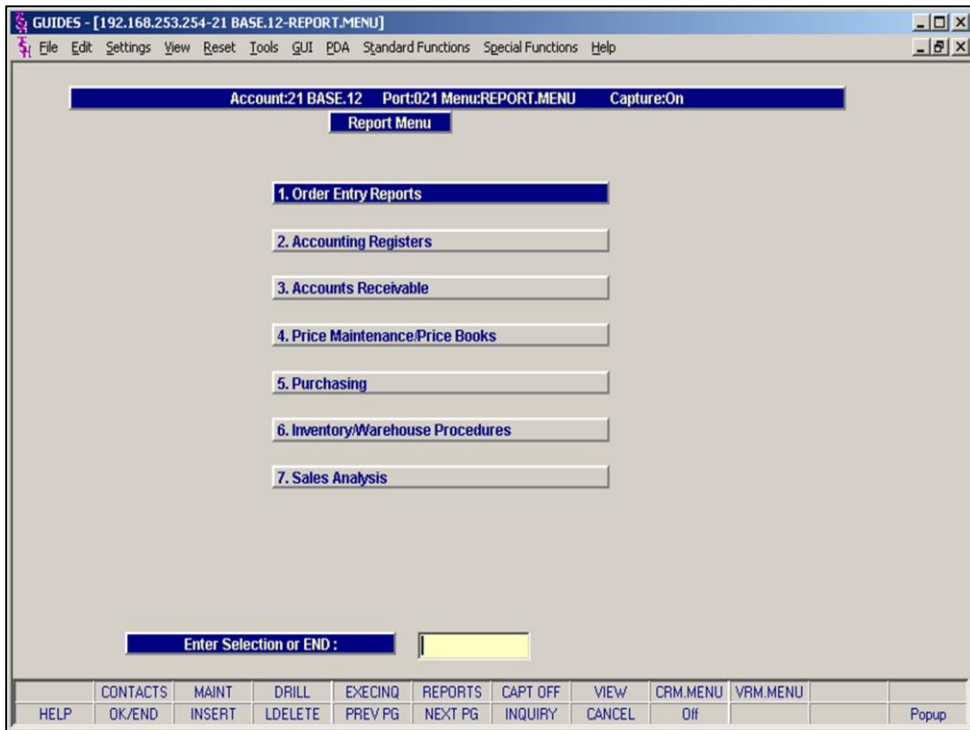 GUIDES - [192.168.253.254-21 BASE.12-REPORT.MENU]
File Edit Settings View Reset Tools GUI PDA Standard Functions Special Functions Help
Account:21 BASE.12 Port:021 Menu:REPORT.MENU Capture:On
Report Menu
1. Order Entry Reports
2. Accounting Registers
3. Accounts Receivable
4. Price Maintenance/Price Books
5. Purchasing
6. Inventory/Warehouse Procedures
7. Sales Analysis
Enter Selection or END :
CONTACTS MAINT DRILL EXECINQ REPORTS CAPT OFF VIEW CRM.MENU VRM.MENU
HELP OK/END INSERT LDELETE PREV PG NEXT PG INQUIRY CANCEL Off Popup